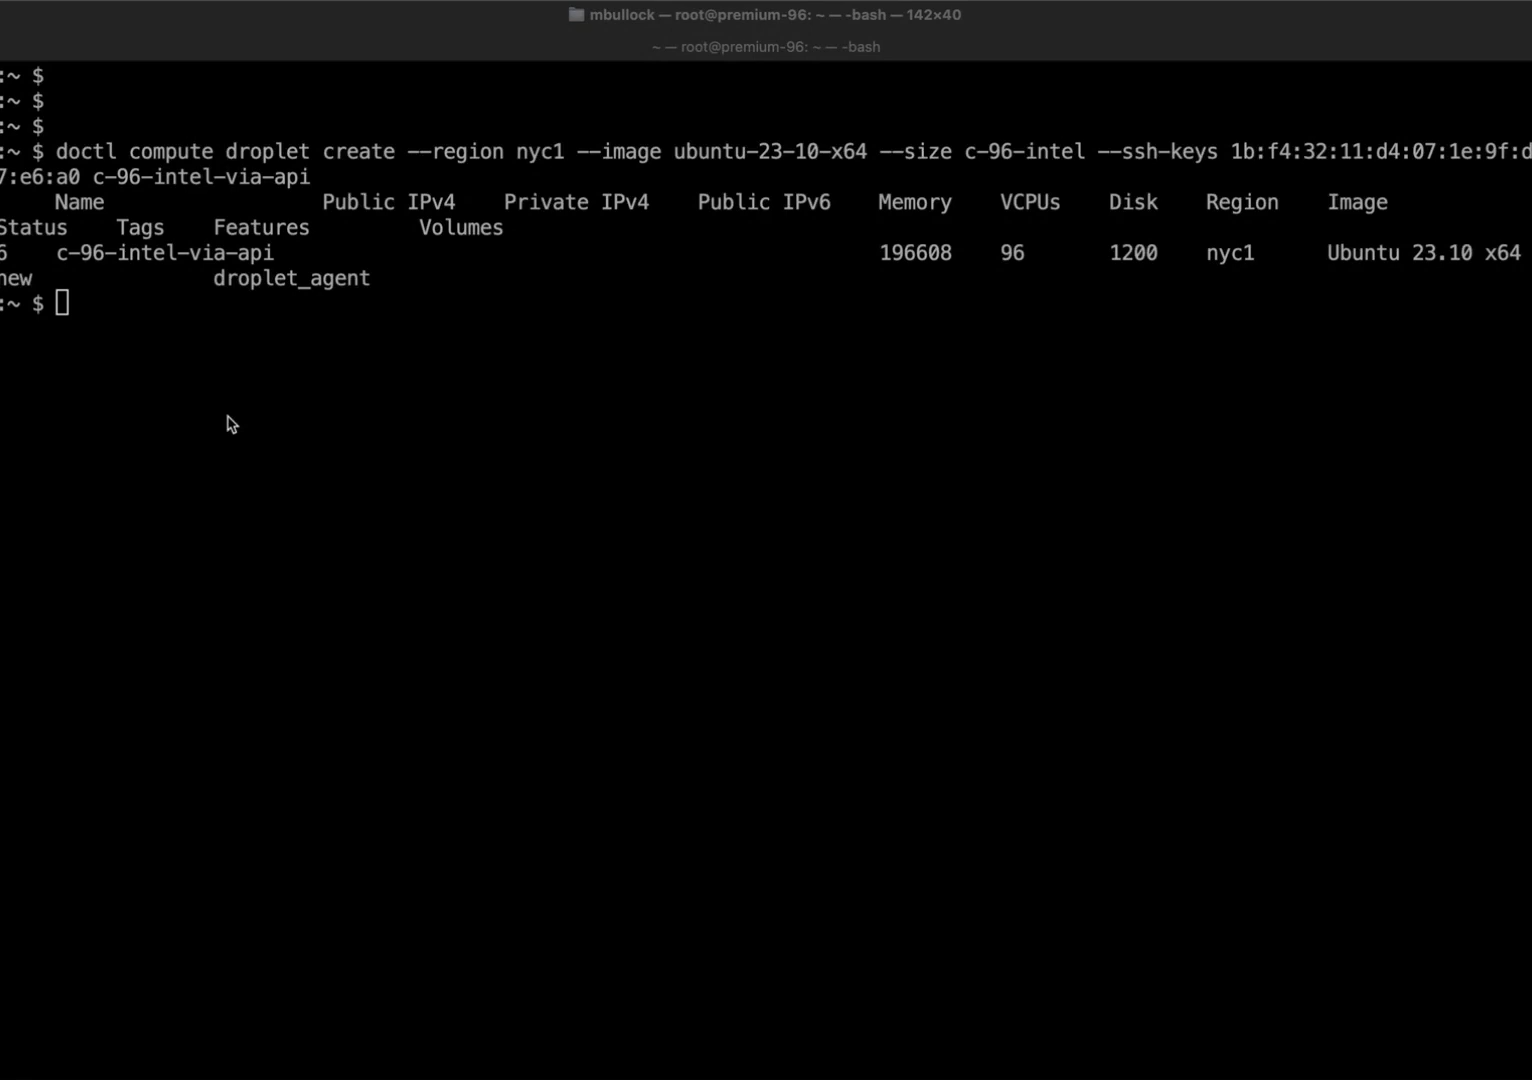 mbullock — root@premium-96: ~ — -bash — 142×40
~ — root@premium-96: ~ — -bash
:~ $
:~ $
:~ $
:~ $ doctl compute droplet create --region nyc1 --image ubuntu-23-10-x64 --size c-96-intel --ssh-keys 1b:f4:32:11:d4:07:1e:9f:d
7:e6:a0 c-96-intel-via-api
Name Public IPv4 Private IPv4 Public IPv6 Memory VCPUs Disk Region Image
Status Tags Features Volumes
6 c-96-intel-via-api 196608 96 1200 nyc1 Ubuntu 23.10 x64
new droplet_agent
:~ $